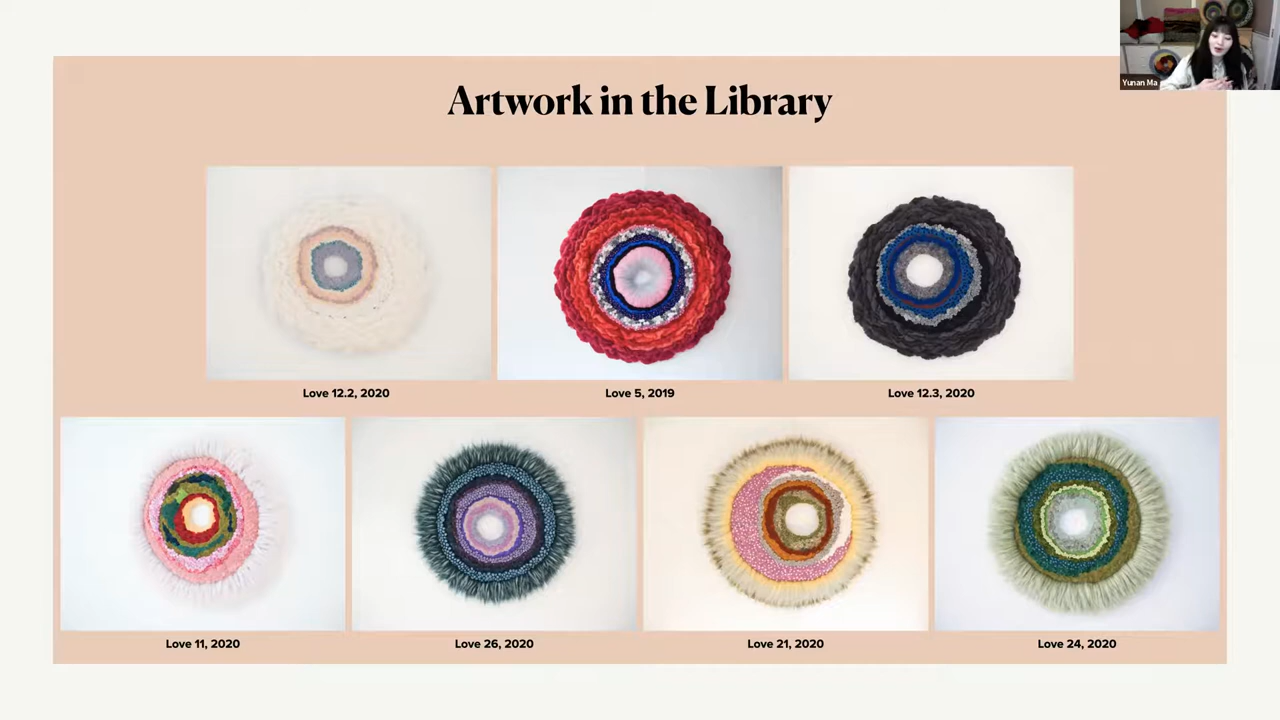 Yunan Ma
Artwork in the Library
Love 12.2, 2020
Love 5, 2019
Love 12.3, 2020
Love 11, 2020
Love 26, 2020
Love 21, 2020
Love 24, 2020